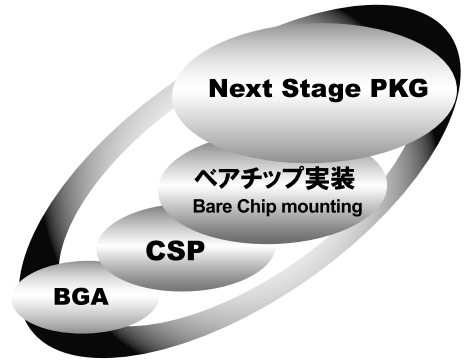 Next Stage PKG
ベアチップ実装
Bare Chip mounting
CSP
BGA